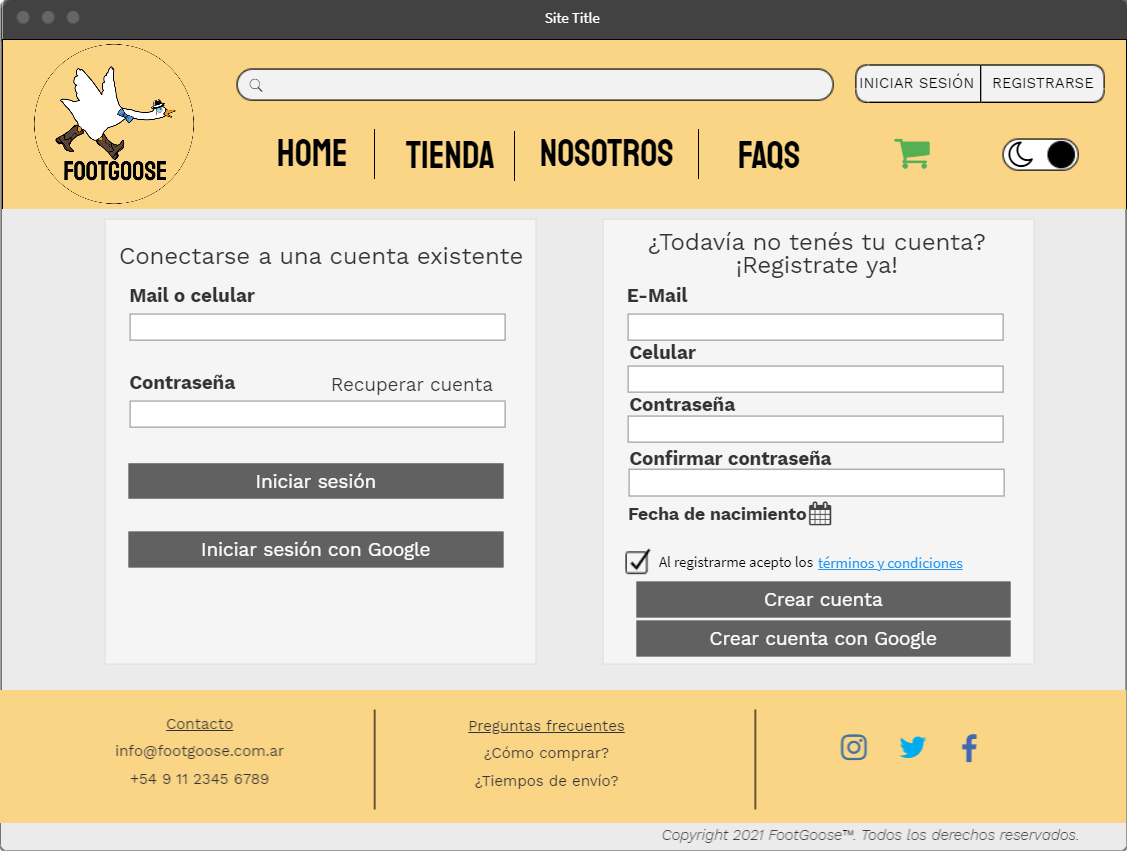 Site Title
INICIAR SESIÓN
REGISTRARSE
FOOTGOOSE
HOME
TIENDA
NOSOTROS
FAQS
Conectarse a una cuenta existente
Mail o celular
Contraseña
Recuperar cuenta
Iniciar sesión
Iniciar sesión con Google
¿Todavía no tenés tu cuenta?
¡Registrate ya!
E-Mail
Celular
Contraseña
Confirmar contraseña
Fecha de nacimiento
Al registrarme acepto los términos y condiciones
Crear cuenta
Crear cuenta con Google
Contacto
info@footgoose.com.ar
+54 9 11 2345 6789
Preguntas frecuentes
¿Cómo comprar?
¿Tiempos de envío?
Copyright 2021 FootGoose™. Todos los derechos reservados.